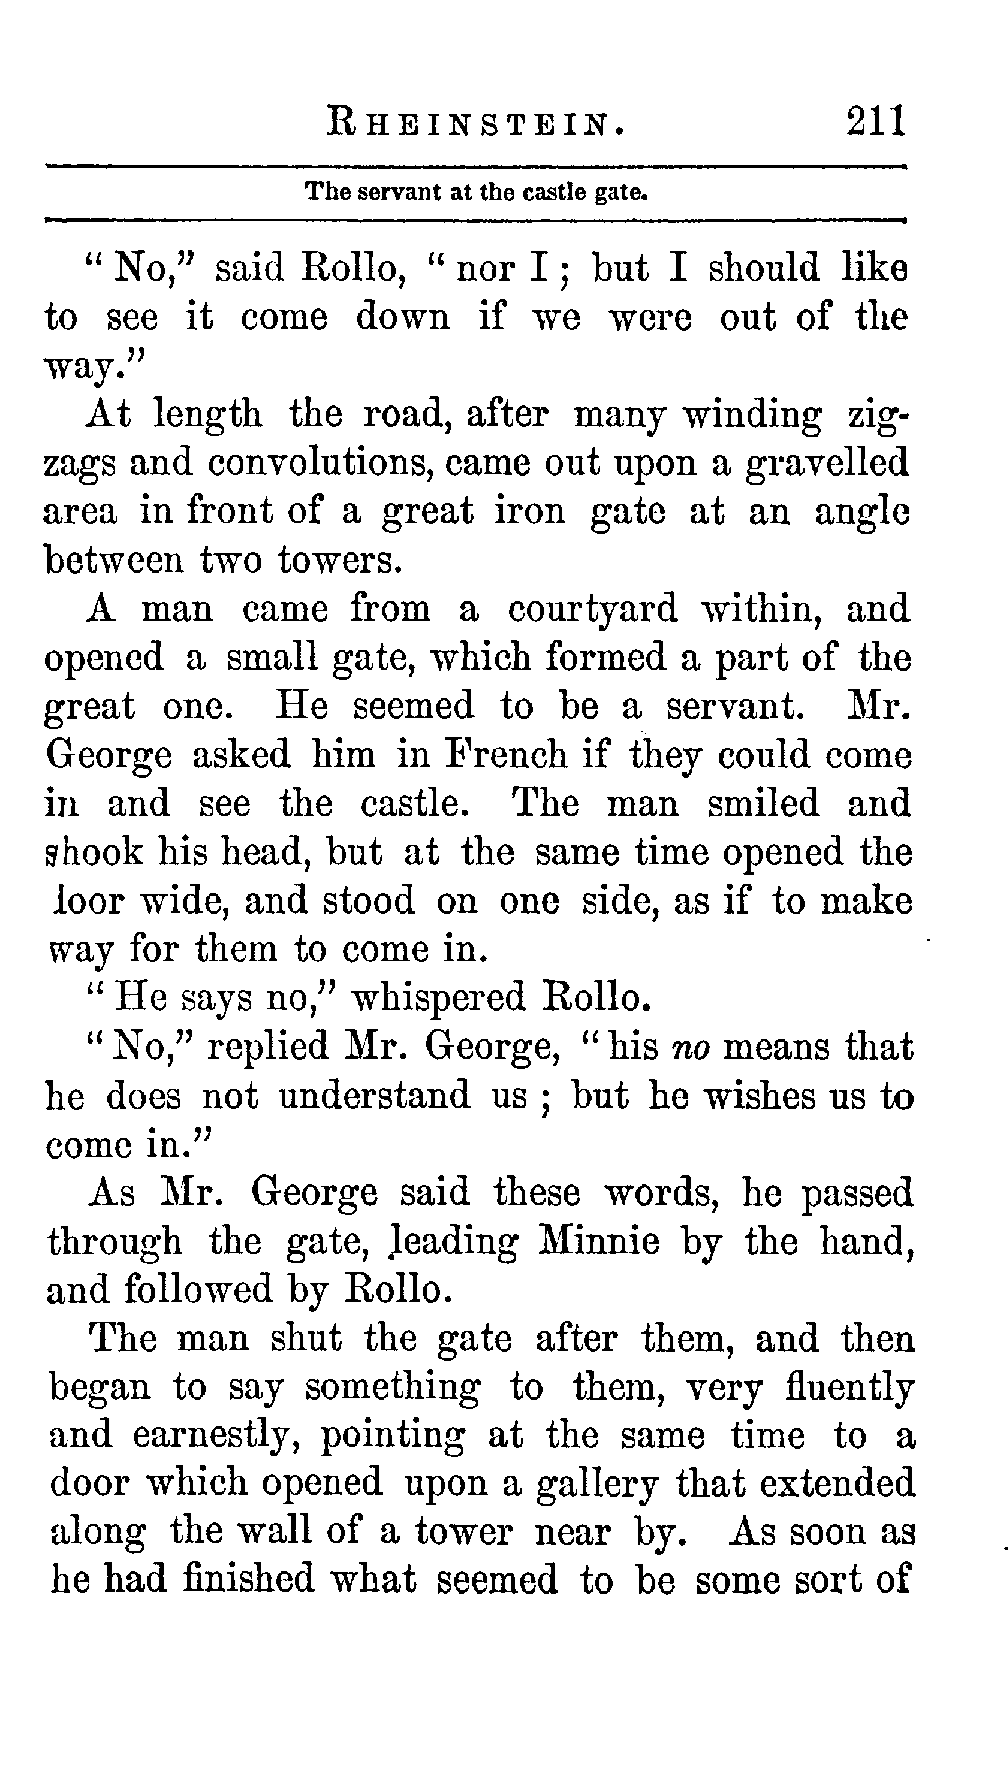 RHEINSTEIN. 211
The servant at the castle gate.
" No," said Rollo, " nor I ; but I should like
to see it come down if we were out of the
way."
At length the road, after many winding zig-
zags and convolutions, came out upon a gravelled
area in front of a great iron gate at an angle
between two towers.
A man came from a courtyard within, and
opened a small gate, which formed a part of the
great one. He seemed to be a servant. Mr.
George asked him in French if they could come
in and see the castle. The man smiled and
shook his head, but at the same time opened the
door wide, and stood on one side, as if to make
way for them to come in.
" He says no," whispered Rollo.
" No," replied Mr. George, " his no means that
he does not understand us ; but he wishes us to
come in."
As Mr. George said these words, he passed
through the gate, leading Minnie by the hand,
and followed by Rollo.
The man shut the gate after them, and then
began to say something to them, very fluently
and earnestly, pointing at the same time to a
door which opened upon a gallery that extended
along the wall of a tower near by. As soon as
he had finished what seemed to be some sort of